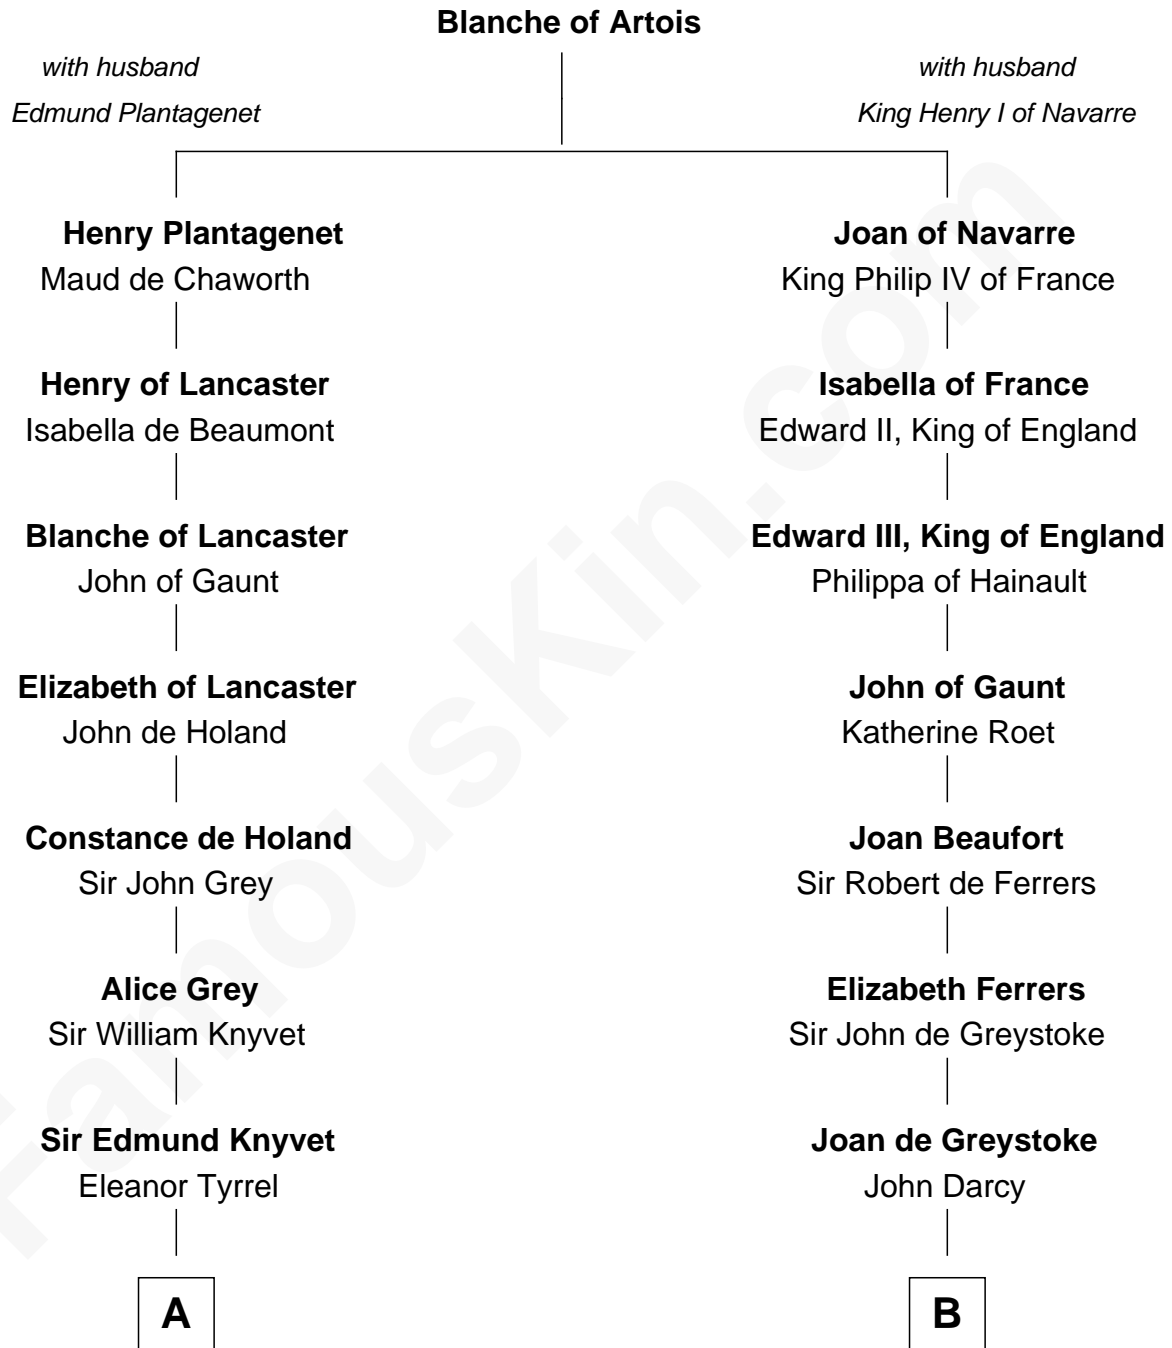 Blanche of Artois
with husband
Edmund Plantagenet
with husband
King Henry I of Navarre
Henry Plantagenet
Maud de Chaworth
Henry of Lancaster
Isabella de Beaumont
Blanche of Lancaster
John of Gaunt
Elizabeth of Lancaster
John de Holand
Constance de Holand
Sir John Grey
Alice Grey
Sir William Knyvet
Sir Edmund Knyvet
Eleanor Tyrrel
A
Joan of Navarre
King Philip IV of France
Isabella of France
Edward II, King of England
Edward III, King of England
Philippa of Hainault
John of Gaunt
Katherine Roet
Joan Beaufort
Sir Robert de Ferrers
Elizabeth Ferrers
Sir John de Greystoke
Joan de Greystoke
John Darcy
B
FamousKin.com